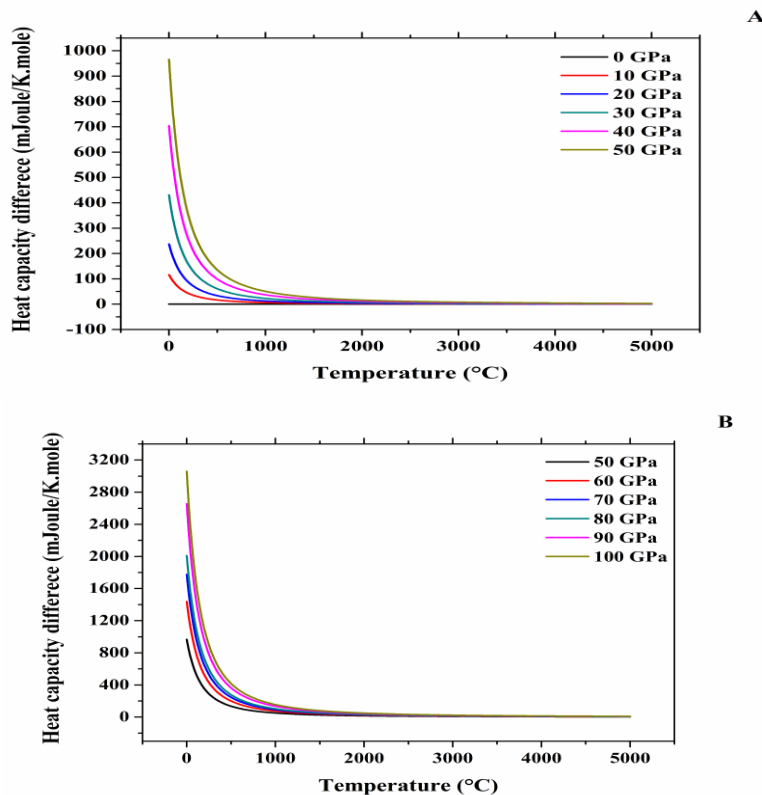 A
Heat capacity differece (mJoule/K.mole)
1000
900
800
700
600
500
400
300
200
100
0
-100
0 GPa
10 GPa
20 GPa
30 GPa
40 GPa
50 GPa
0 1000 2000 3000 4000 5000
Temperature (°C)
B
Heat capacity differece (mJoule/K.mole)
3200
2800
2400
2000
1600
1200
800
400
0
50 GPa
60 GPa
70 GPa
80 GPa
90 GPa
100 GPa
0 1000 2000 3000 4000 5000
Temperature (°C)